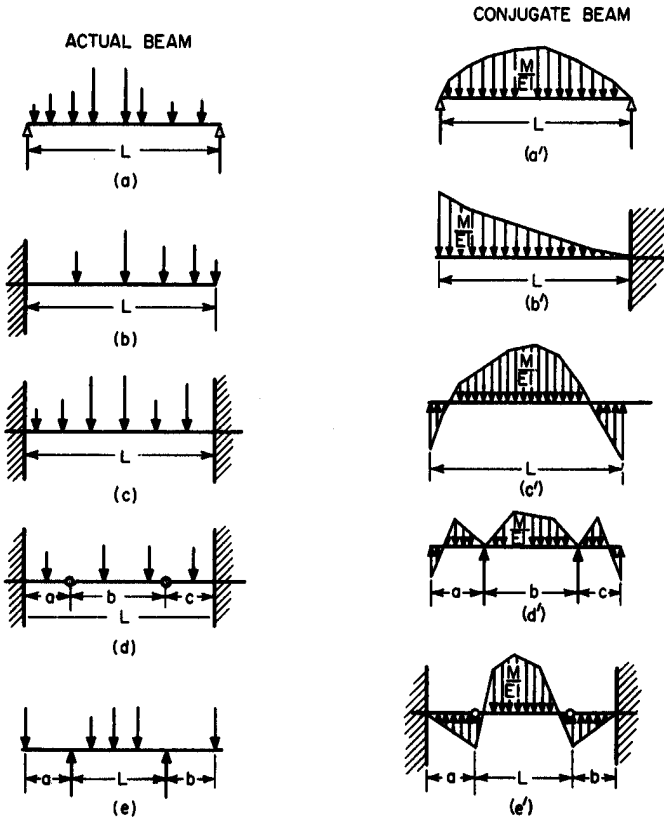 ACTUAL BEAM
CONJUGATE BEAM
L
(a)
M
EI
L
(a')
L
(b)
M
EI
L
(b')
L
(c)
M
EI
L
(c')
a b c
L
(d)
M
EI
a b c
(d')
a L b
(e)
M
EI
a L b
(e')